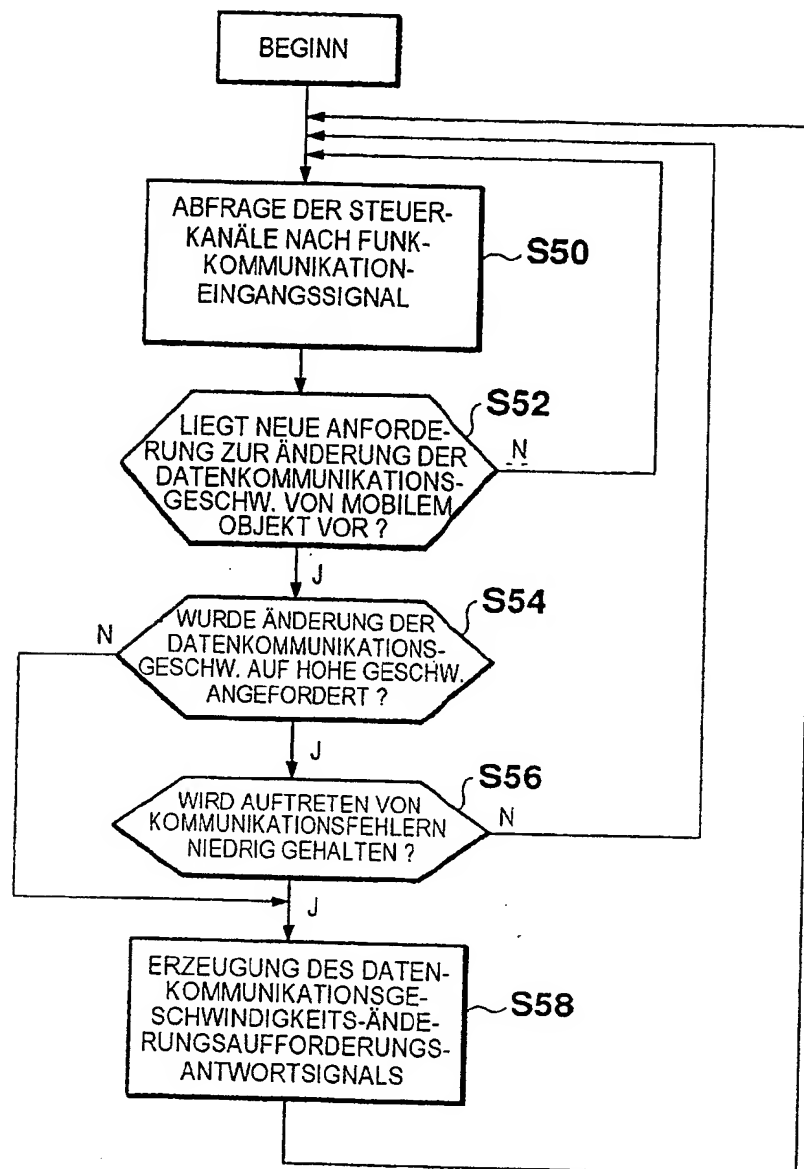 BEGINN
ABFRAGE DER STEUER-
KANÄLE NACH FUNK-
KOMMUNIKATION-
EINGANGSSIGNAL
S50
S52
LIEGT NEUE ANFORDE-
RUNG ZUR ÄNDERUNG DER
DATENKOMMUNIKATIONS-
GESCHW. VON MOBILEM
OBJEKT VOR ?
N
J
S54
N
WURDE ÄNDERUNG DER
DATENKOMMUNIKATIONS-
GESCHW. AUF HOHE GESCHW.
ANGEFORDERT ?
J
S56
WIRD AUFTRETEN VON
KOMMUNIKATIONSFEHLERN
NIEDRIG GEHALTEN ?
N
J
ERZEUGUNG DES DATEN-
KOMMUNIKATIONSGE-
SCHWINDIGKEITS-ÄNDE-
RUNGSAUFFORDERUNGS-
ANTWORTSIGNALS
S58